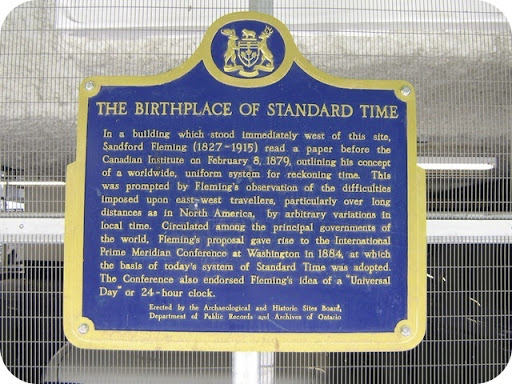 THE BIRTHPLACE OF STANDARD TIME
In a building which stood immediately west of this site,
Sandford Fleming (1827-1915) read a paper before the
Canadian Institute on February 8, 1879, outlining his concept
of a worldwide, uniform system for reckoning time. This
was prompted by Fleming's observation of the difficulties
imposed upon east-west travellers, particularly over long
distances as in North America, by arbitrary variations in
local time. Circulated among the principal governments of
the world, Fleming's proposal gave rise to the International
Prime Meridian Conference at Washington in 1884, at which
the basis of today's system of Standard Time was adopted.
The Conference also endorsed Fleming's idea of a "Universal
Day" or 24-hour clock.
Erected by the Archaeological and Historic Sites Board,
Department of Public Records and Archives of Ontario